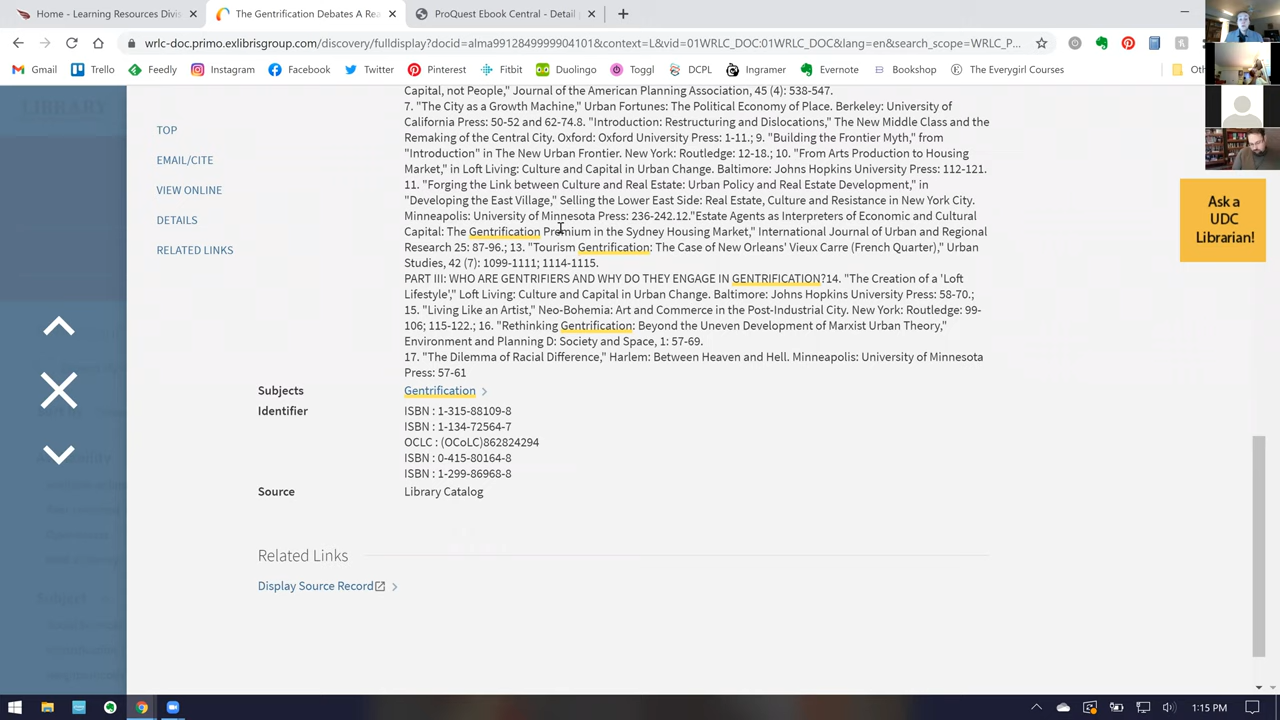 Home - Learning Resources Divis
The Gentrification Debates A Rea
ProQuest Ebook Central - Detail
wrlc-doc.primo.exlibrisgroup.com/discovery/fulldisplay?docid=alma9912849999904101&context=L&vid=01WRLC_DOC:01WRLC_DOC&lang=en&search_scope=WRLC_P...
Gmail Trello Feedly Instagram Facebook Twitter Pinterest Fitbit Duolingo Toggl DCPL Ingramer Evernote Bookshop The Everygirl Courses Otl
TOP
EMAIL/CITE
VIEW ONLINE
DETAILS
RELATED LINKS
Capital, not People," Journal of the American Planning Association, 45 (4): 538-547.
7. "The City as a Growth Machine," Urban Fortunes: The Political Economy of Place. Berkeley: University of
California Press: 50-52 and 62-74.8. "Introduction: Restructuring and Dislocations," The New Middle Class and the
Remaking of the Central City. Oxford: Oxford University Press: 1-11.; 9. "Building the Frontier Myth," from
"Introduction" in The New Urban Frontier. New York: Routledge: 12-18.; 10. "From Arts Production to Housing
Market," in Loft Living: Culture and Capital in Urban Change. Baltimore: Johns Hopkins University Press: 112-121.
11. "Forging the Link between Culture and Real Estate: Urban Policy and Real Estate Development," in
"Developing the East Village," Selling the Lower East Side: Real Estate, Culture and Resistance in New York City.
Minneapolis: University of Minnesota Press: 236-242.12."Estate Agents as Interpreters of Economic and Cultural
Capital: The Gentrification Premium in the Sydney Housing Market," International Journal of Urban and Regional
Research 25: 87-96.; 13. "Tourism Gentrification: The Case of New Orleans' Vieux Carre (French Quarter)," Urban
Studies, 42 (7): 1099-1111; 1114-1115.
PART III: WHO ARE GENTRIFIERS AND WHY DO THEY ENGAGE IN GENTRIFICATION?14. "The Creation of a 'Loft
Lifestyle'," Loft Living: Culture and Capital in Urban Change. Baltimore: Johns Hopkins University Press: 58-70.;
15. "Living Like an Artist," Neo-Bohemia: Art and Commerce in the Post-Industrial City. New York: Routledge: 99-
106; 115-122.; 16. "Rethinking Gentrification: Beyond the Uneven Development of Marxist Urban Theory,"
Environment and Planning D: Society and Space, 1: 57-69.
17. "The Dilemma of Racial Difference," Harlem: Between Heaven and Hell. Minneapolis: University of Minnesota
Press: 57-61
Subjects Gentrification
Identifier ISBN : 1-315-88109-8
ISBN : 1-134-72564-7
OCLC : (OCoLC)862824294
ISBN : 0-415-80164-8
ISBN : 1-299-86968-8
Source Library Catalog
Related Links
Display Source Record
Ask a
UDC
Librarian!
1:15 PM